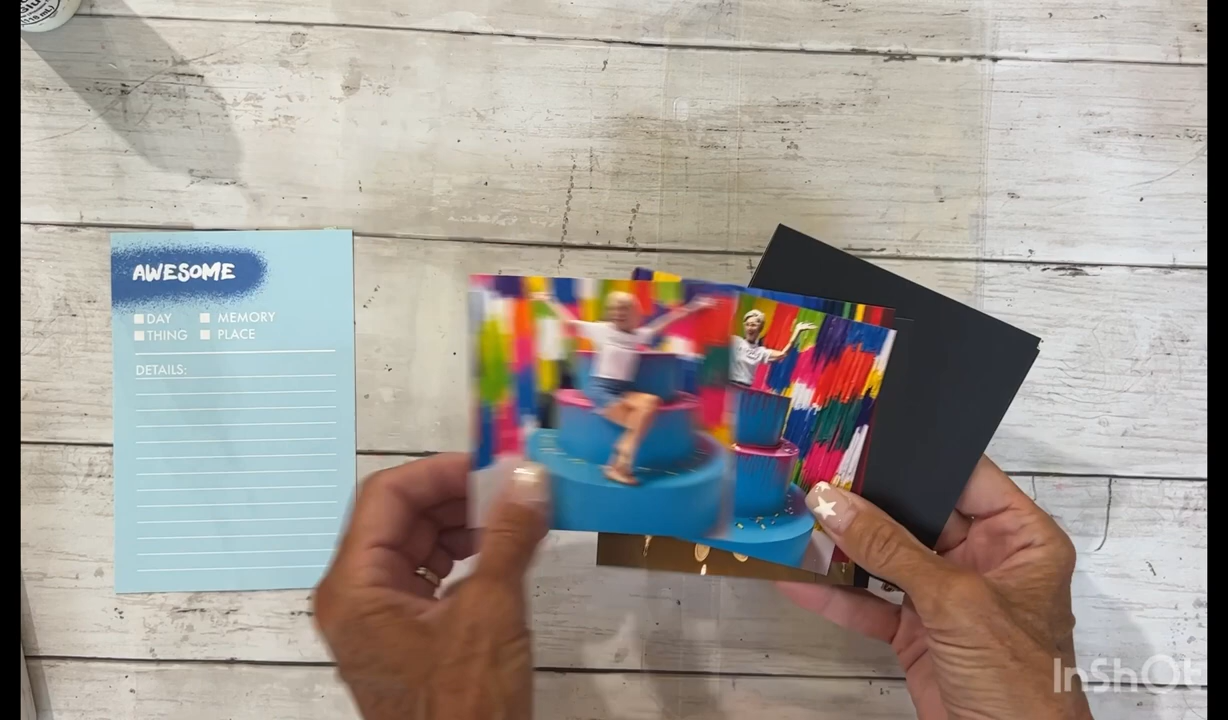 AWESOME
DAY MEMORY
THING PLACE
DETAILS:
InShOt